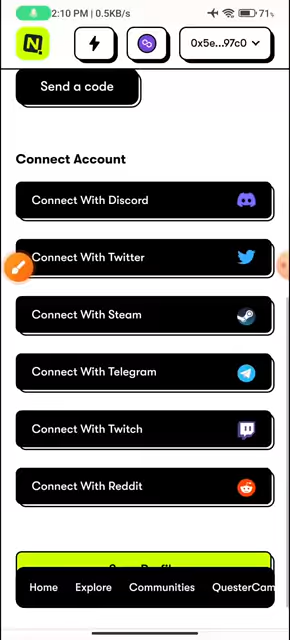 2:10 PM | 0.5KB/s
71%
N
0x5e...97c0
Send a code
Connect Account
Connect With Discord
Connect With Twitter
Connect With Steam
Connect With Telegram
Connect With Twitch
Connect With Reddit
Home Explore Communities QuesterCam